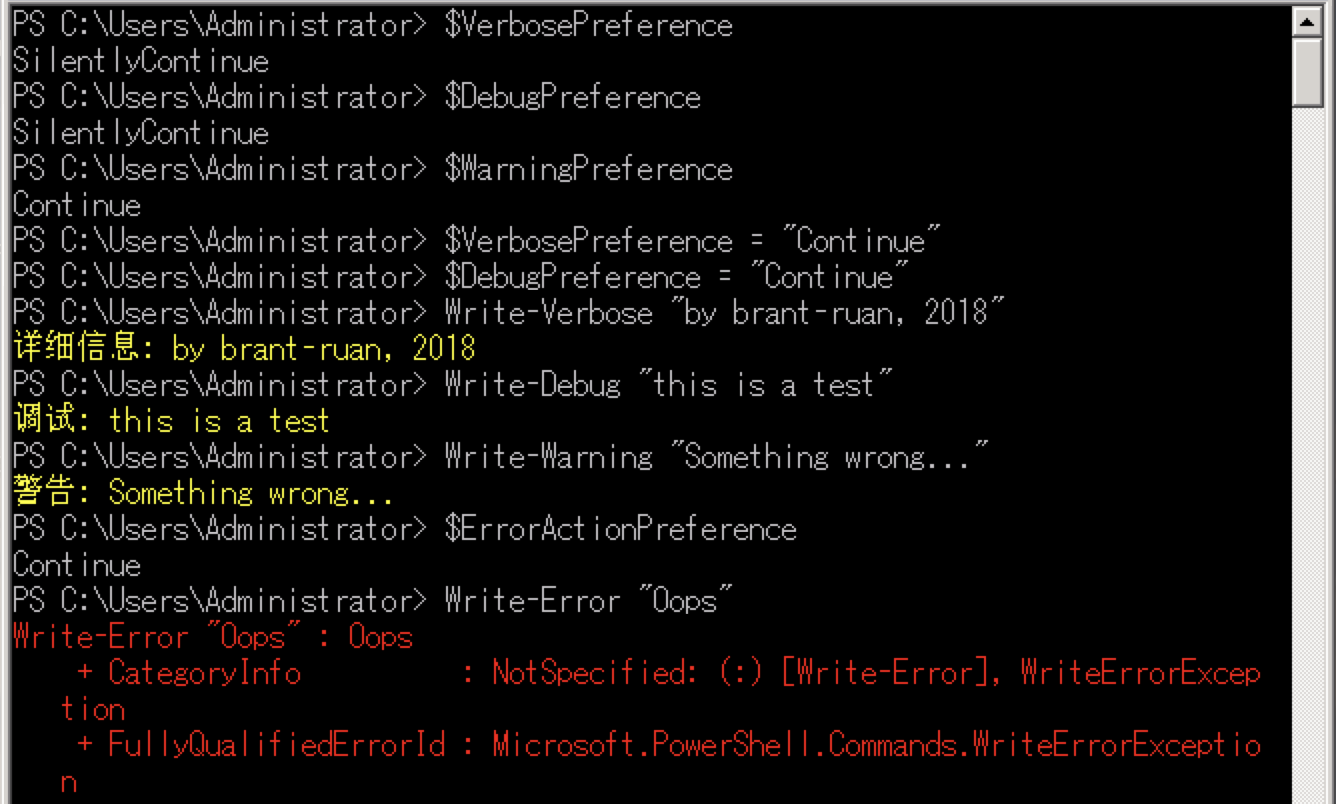 PS C:\Users\Administrator> $VerbosePreference
SilentlyContinue
PS C:\Users\Administrator> $DebugPreference
SilentlyContinue
PS C:\Users\Administrator> $WarningPreference
Continue
PS C:\Users\Administrator> $VerbosePreference = "Continue"
PS C:\Users\Administrator> $DebugPreference = "Continue"
PS C:\Users\Administrator> Write-Verbose "by brant-ruan, 2018"
详细信息: by brant-ruan, 2018
PS C:\Users\Administrator> Write-Debug "this is a test"
调试: this is a test
PS C:\Users\Administrator> Write-Warning "Something wrong..."
警告: Something wrong...
PS C:\Users\Administrator> $ErrorActionPreference
Continue
PS C:\Users\Administrator> Write-Error "Oops"
Write-Error "Oops" : Oops
    + CategoryInfo          : NotSpecified: (:) [Write-Error], WriteErrorExcep
   tion
    + FullyQualifiedErrorId : Microsoft.PowerShell.Commands.WriteErrorExceptio
   n